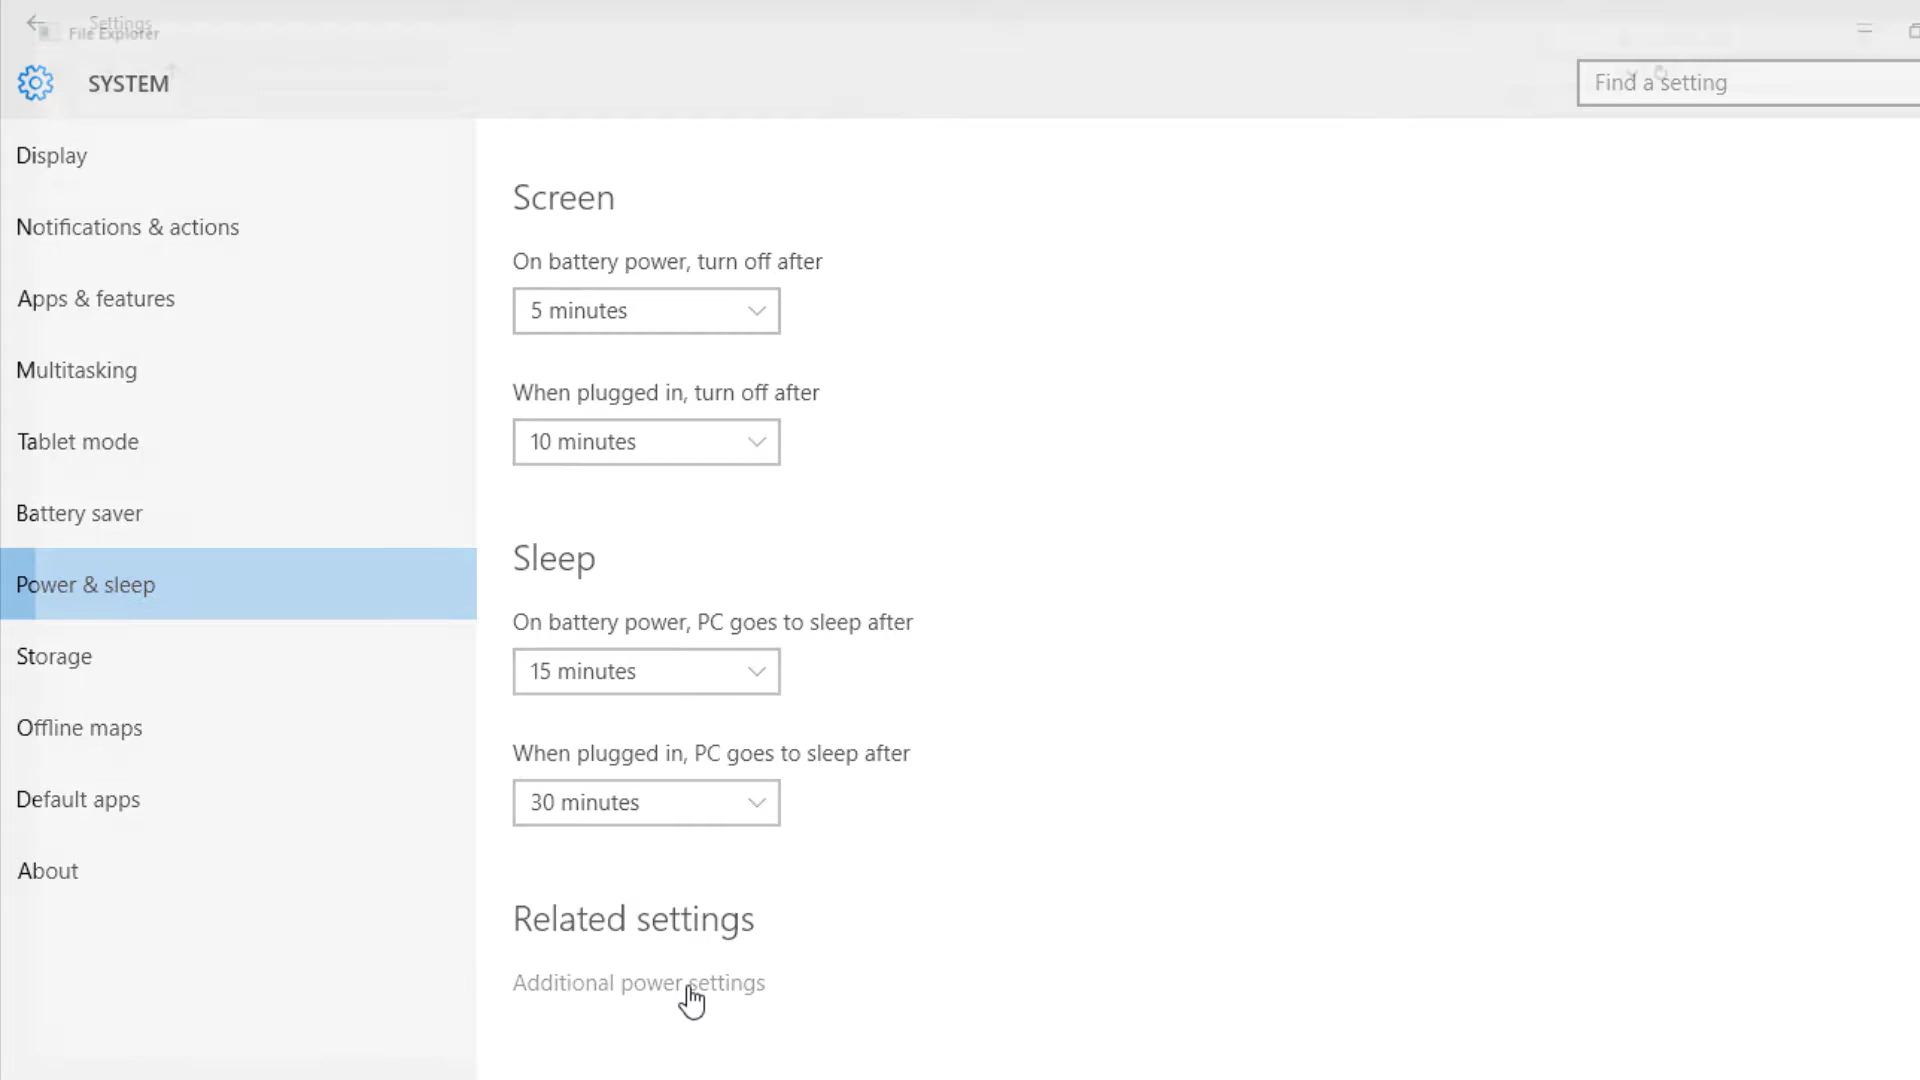 Settings
File Explorer
SYSTEM
Find a setting
Display
Notifications & actions
Apps & features
Multitasking
Tablet mode
Battery saver
Power & sleep
Storage
Offline maps
Default apps
About
Screen
On battery power, turn off after
5 minutes
When plugged in, turn off after
10 minutes
Sleep
On battery power, PC goes to sleep after
15 minutes
When plugged in, PC goes to sleep after
30 minutes
Related settings
Additional power settings